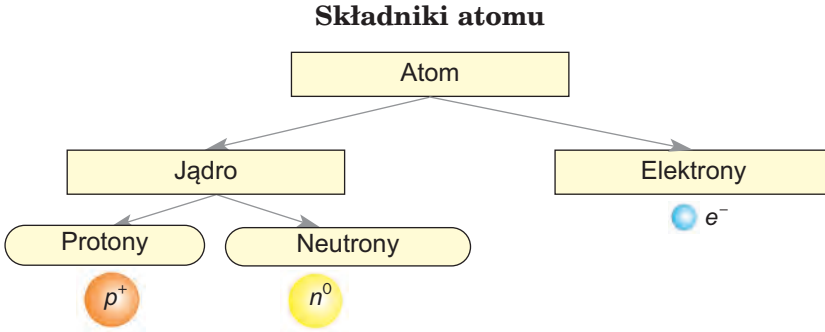 Składniki atomu
Atom
Jądro
Elektrony
e⁻
Protony
Neutrony
p⁺
n⁰